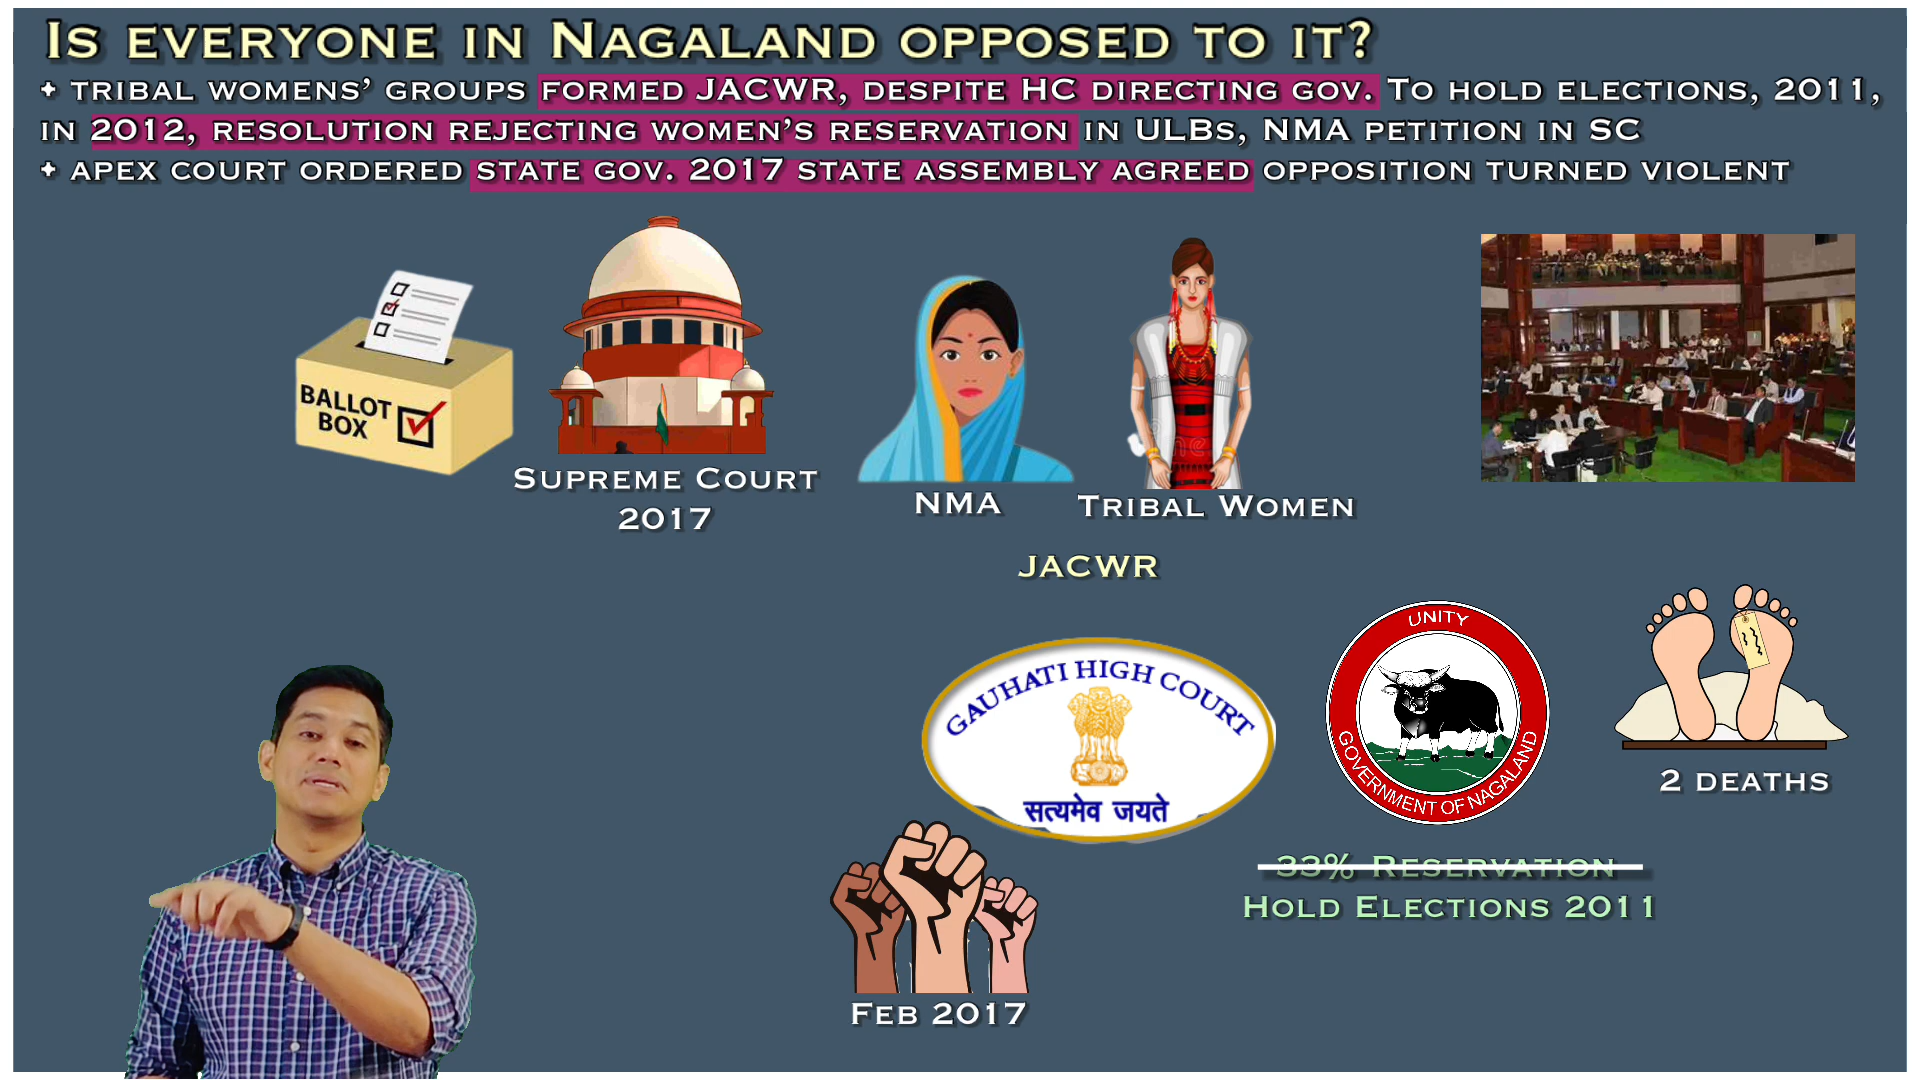 Is everyone in Nagaland opposed to it?
+ tribal womens' groups formed JACWR, despite HC directing gov. To hold elections, 2011,
in 2012, resolution rejecting women's reservation in ULBs, NMA petition in SC
+ apex court ordered state gov. 2017 state assembly agreed opposition turned violent
BALLOT
BOX
Supreme Court
2017
NMA
Tribal Women
JACWR
GAUHATI HIGH COURT
सत्यमेव जयते
UNITY
GOVERNMENT OF NAGALAND
2 deaths
33% Reservation
Hold Elections 2011
Feb 2017